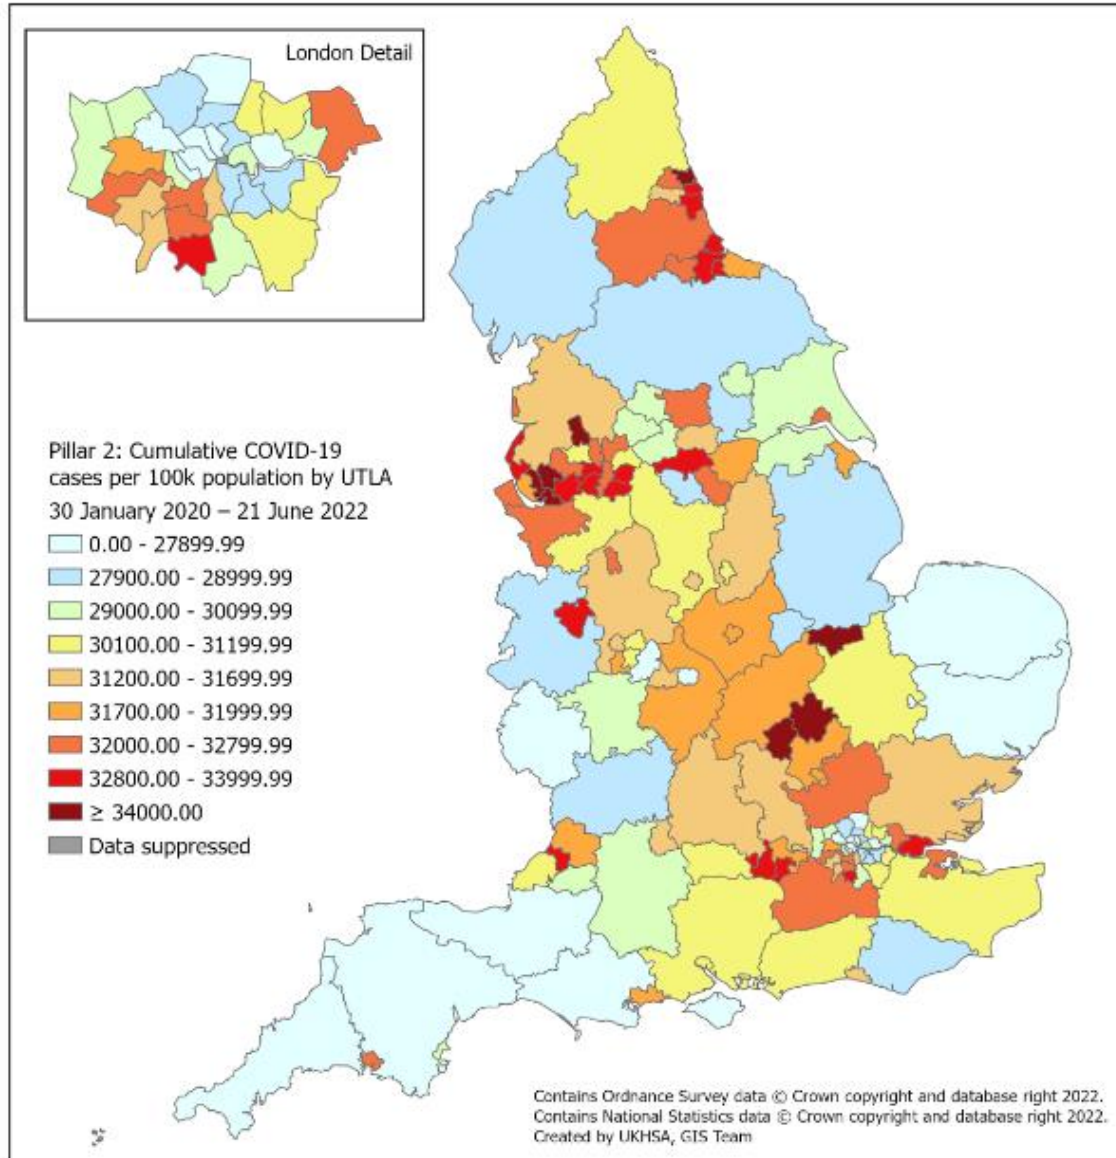 London Detail
Pillar 2: Cumulative COVID-19
cases per 100k population by UTLA
30 January 2020 – 21 June 2022
0.00 - 27899.99
27900.00 - 28999.99
29000.00 - 30099.99
30100.00 - 31199.99
31200.00 - 31699.99
31700.00 - 31999.99
32000.00 - 32799.99
32800.00 - 33999.99
≥ 34000.00
Data suppressed
Contains Ordnance Survey data © Crown copyright and database right 2022.
Contains National Statistics data © Crown copyright and database right 2022.
Created by UKHSA, GIS Team